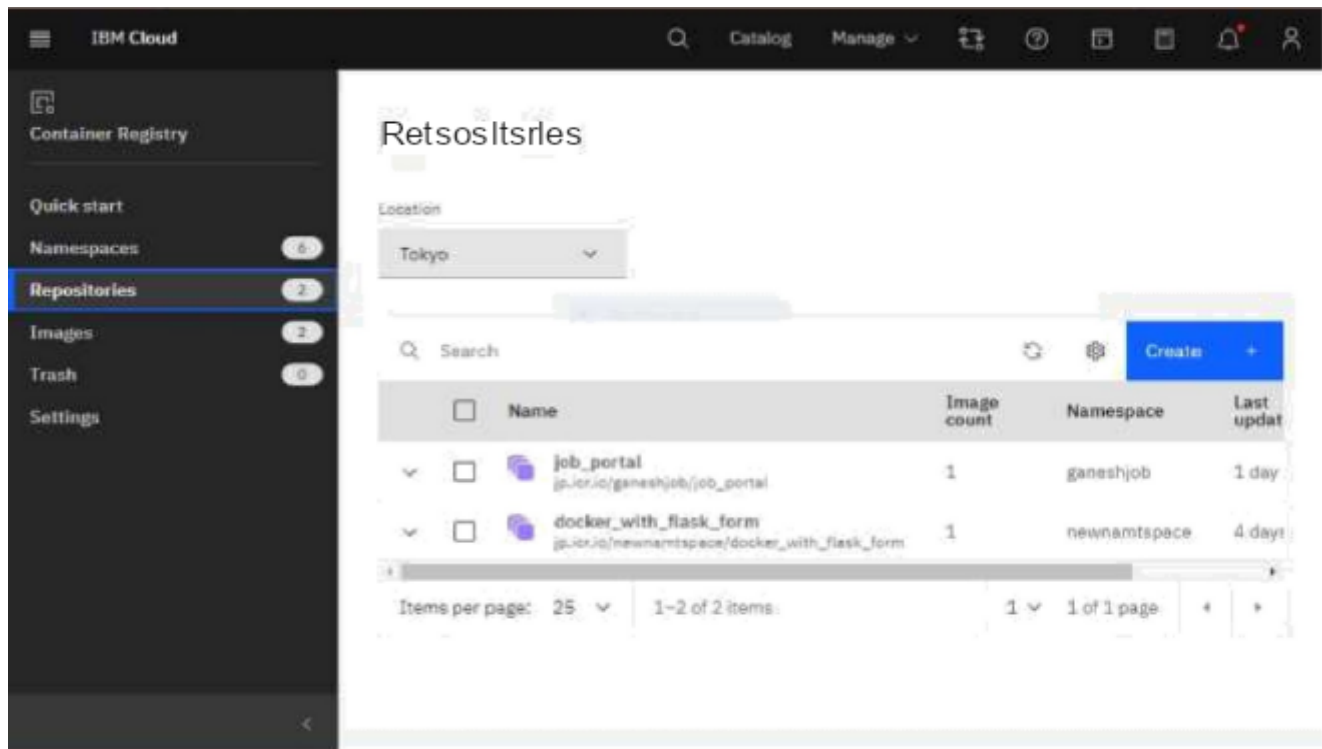 IBM Cloud
Catalog
Manage
Container Registry
Quick start
Namespaces 6
Repositories 2
Images 2
Trash 0
Settings
RetsosItsrles
Location
Tokyo
Search
Create +
Name
Image count
Namespace
Last updat
job_portal
jp.icr.io/ganeshjob/job_portal
1
ganeshjob
1 day
docker_with_flask_form
jp.icr.io/newnamtspace/docker_with_flask_form
1
newnamtspace
4 days
Items per page: 25
1–2 of 2 items
1
1 of 1 page